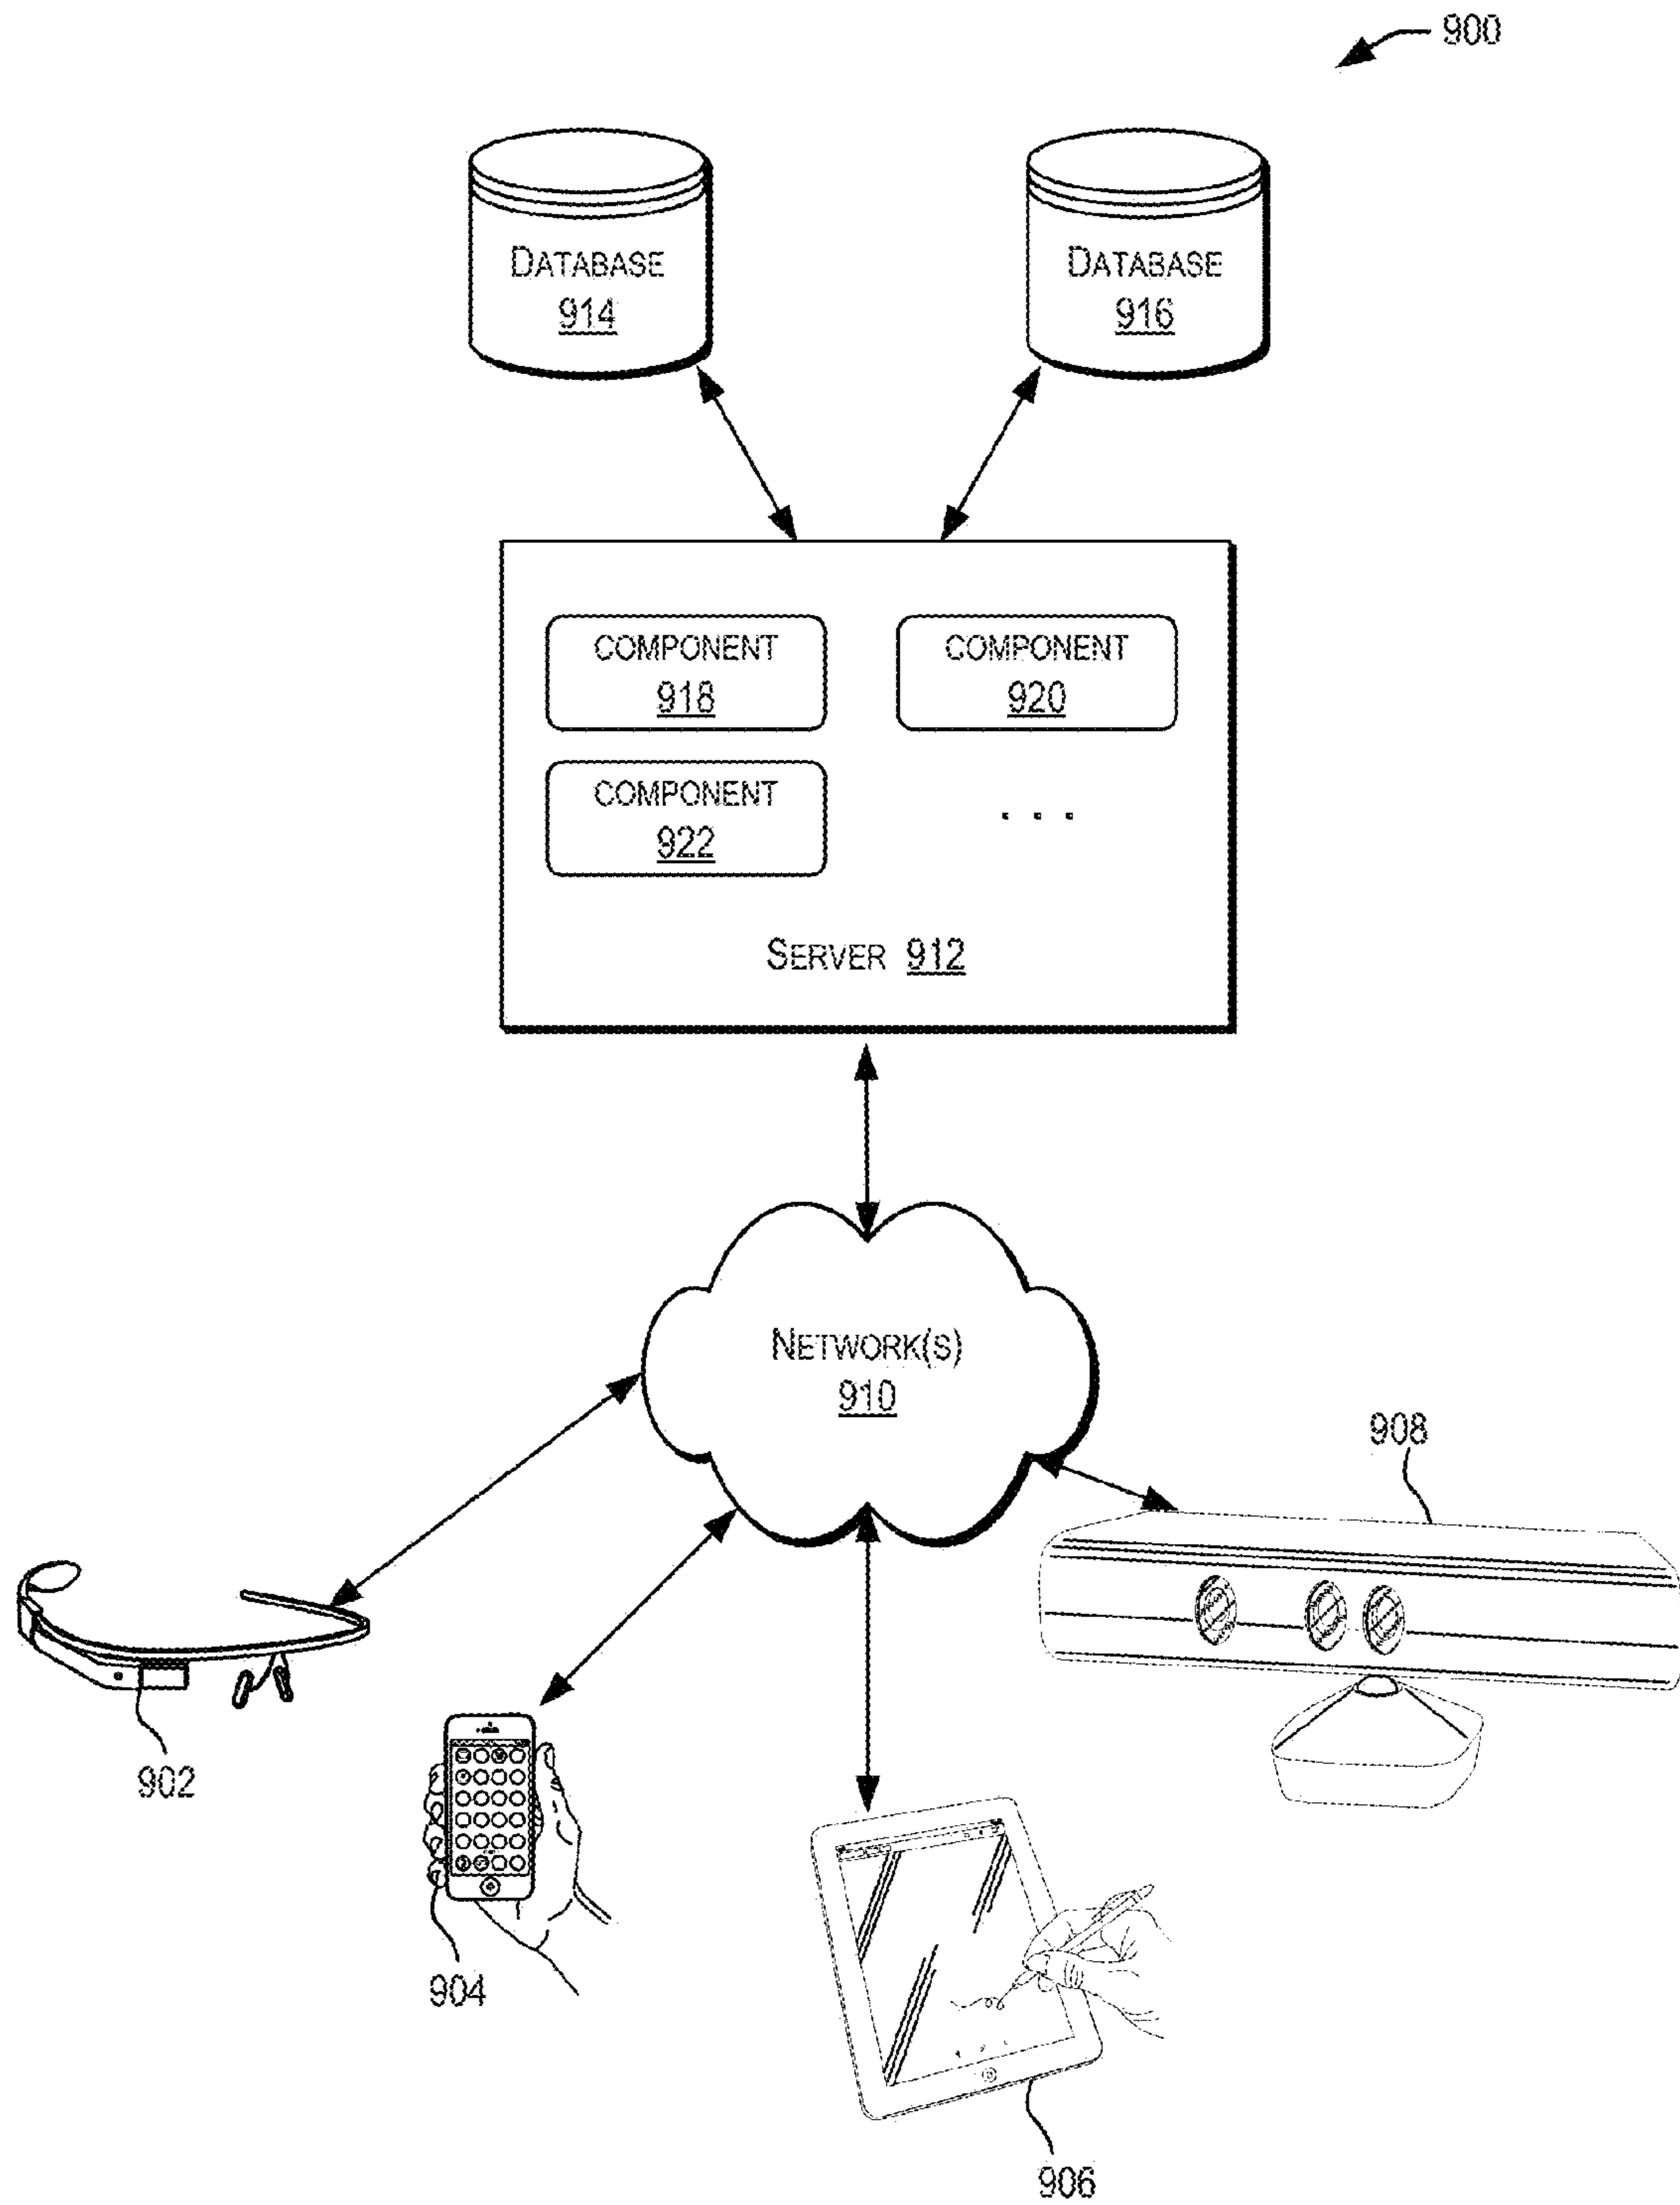 900
DATABASE
914
DATABASE
916
COMPONENT
918
COMPONENT
920
COMPONENT
922
. . .
SERVER 912
NETWORK(S)
910
908
902
904
906